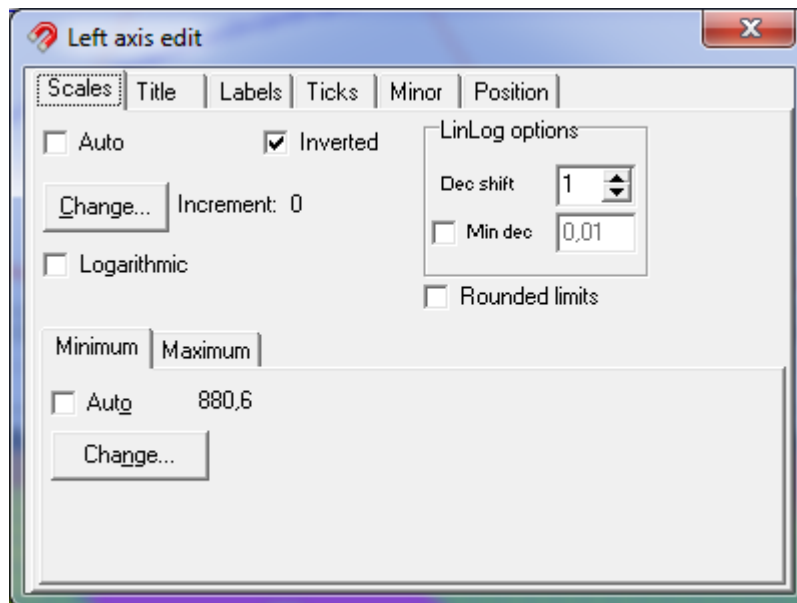 Left axis edit
Scales Title Labels Ticks Minor Position
Auto Inverted
LinLog options
Change... Increment: 0
Dec shift 1
Min dec 0,01
Logarithmic
Rounded limits
Minimum Maximum
Auto 880,6
Change...